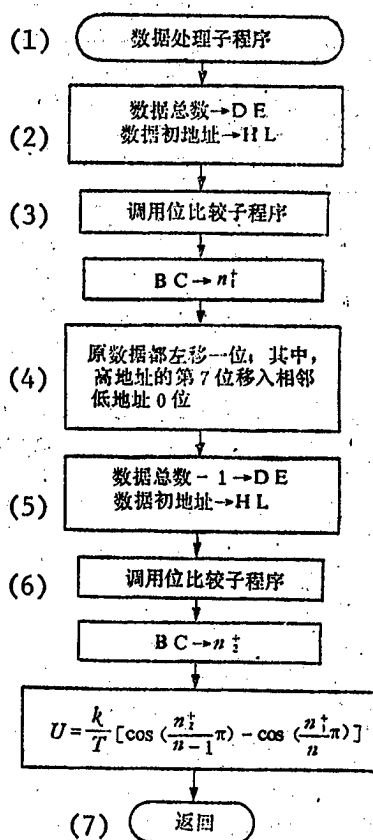 (1) 数据处理子程序
(2) 数据总数→DE
数据初地址→HL
(3) 调用位比较子程序
BC→n₁⁺
(4) 原数据都左移一位；其中，
高地址的第7位移入相邻
低地址0位
(5) 数据总数-1→DE
数据初地址→HL
(6) 调用位比较子程序
BC→n₂⁺
U=k/T[cos(n₂⁺/n-1 π)-cos(n₁⁺/n π)]
(7) 返回